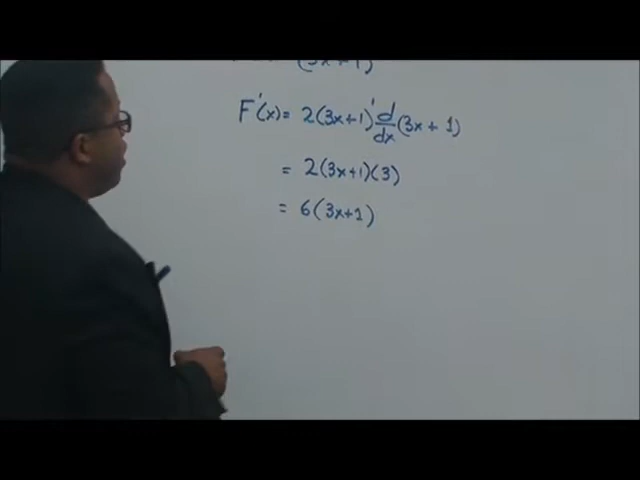 (3x+1)
F'(x)= 2(3x+1)' d/dx (3x+1)
= 2(3x+1)(3)
= 6(3x+1)